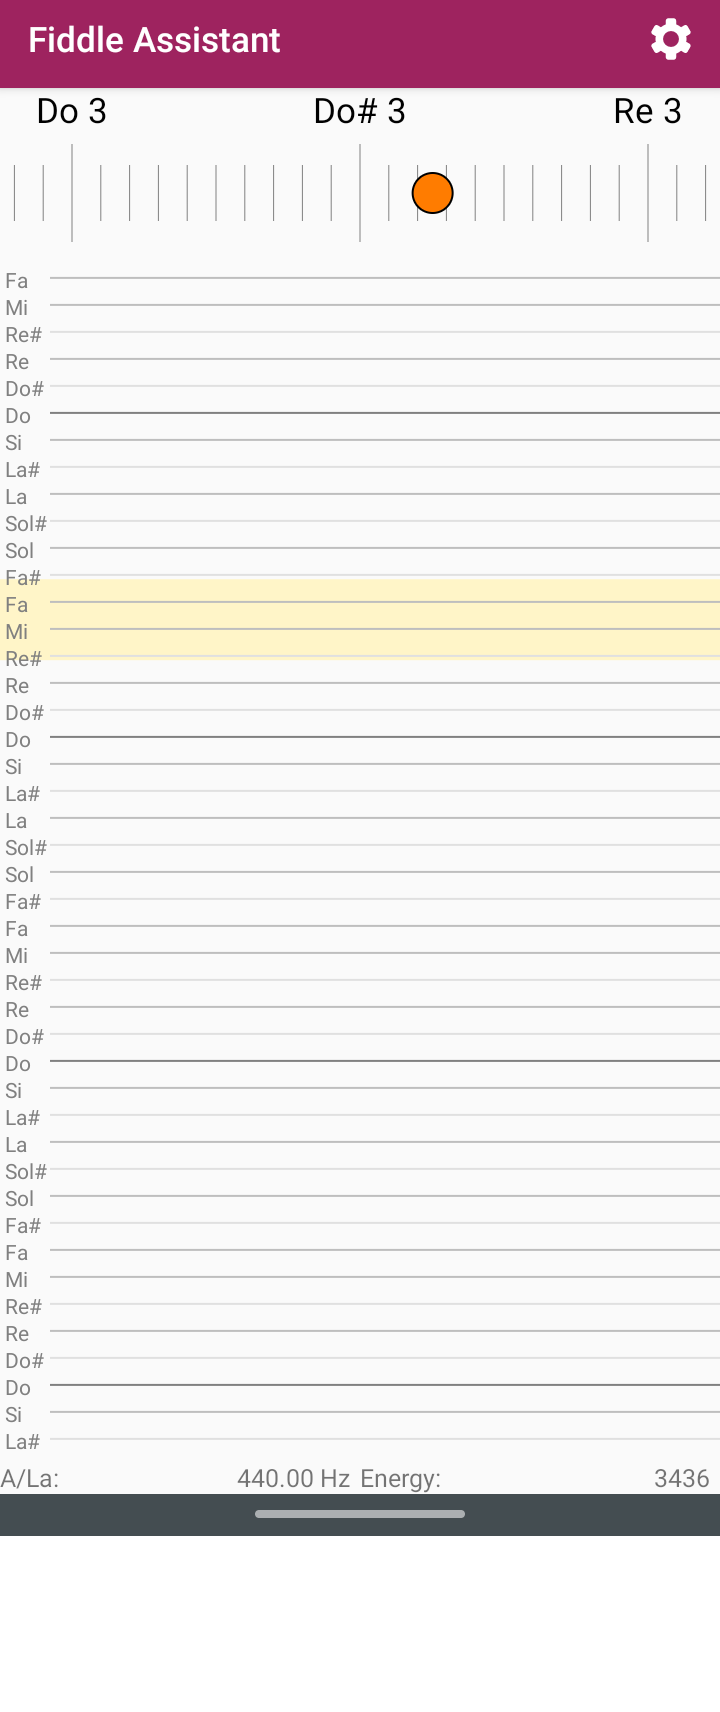 Fiddle Assistant
Do 3 Do# 3 Re 3
Fa
Mi
Re#
Re
Do#
Do
Si
La#
La
Sol#
Sol
Fa#
Fa
Mi
Re#
Re
Do#
Do
Si
La#
La
Sol#
Sol
Fa#
Fa
Mi
Re#
Re
Do#
Do
Si
La#
La
Sol#
Sol
Fa#
Fa
Mi
Re#
Re
Do#
Do
Si
La#
A/La: 440.00 Hz Energy: 3436